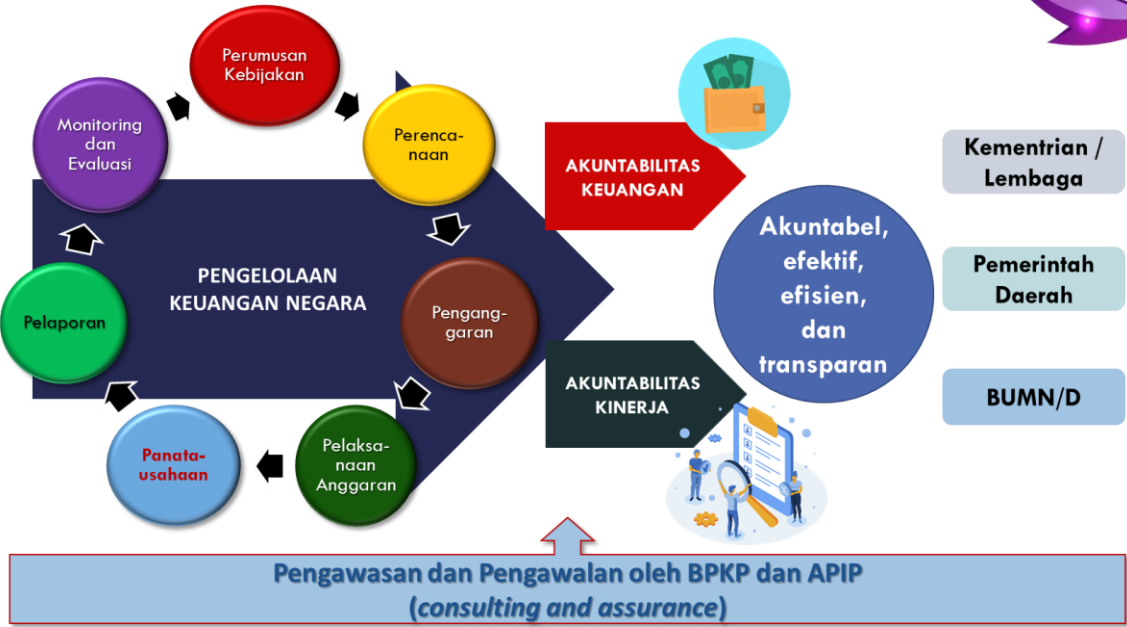 Perumusan
Kebijakan
Monitoring
dan
Evaluasi
Perenca-
naan
PENGELOLAAN
KEUANGAN NEGARA
Pelaporan
Pengang-
garan
Panata-
usahaan
Pelaksa-
naan
Anggaran
AKUNTABILITAS
KEUANGAN
AKUNTABILITAS
KINERJA
Akuntabel,
efektif,
efisien,
dan
transparan
Kementrian /
Lembaga
Pemerintah
Daerah
BUMN/D
Pengawasan dan Pengawalan oleh BPKP dan APIP
(consulting and assurance)